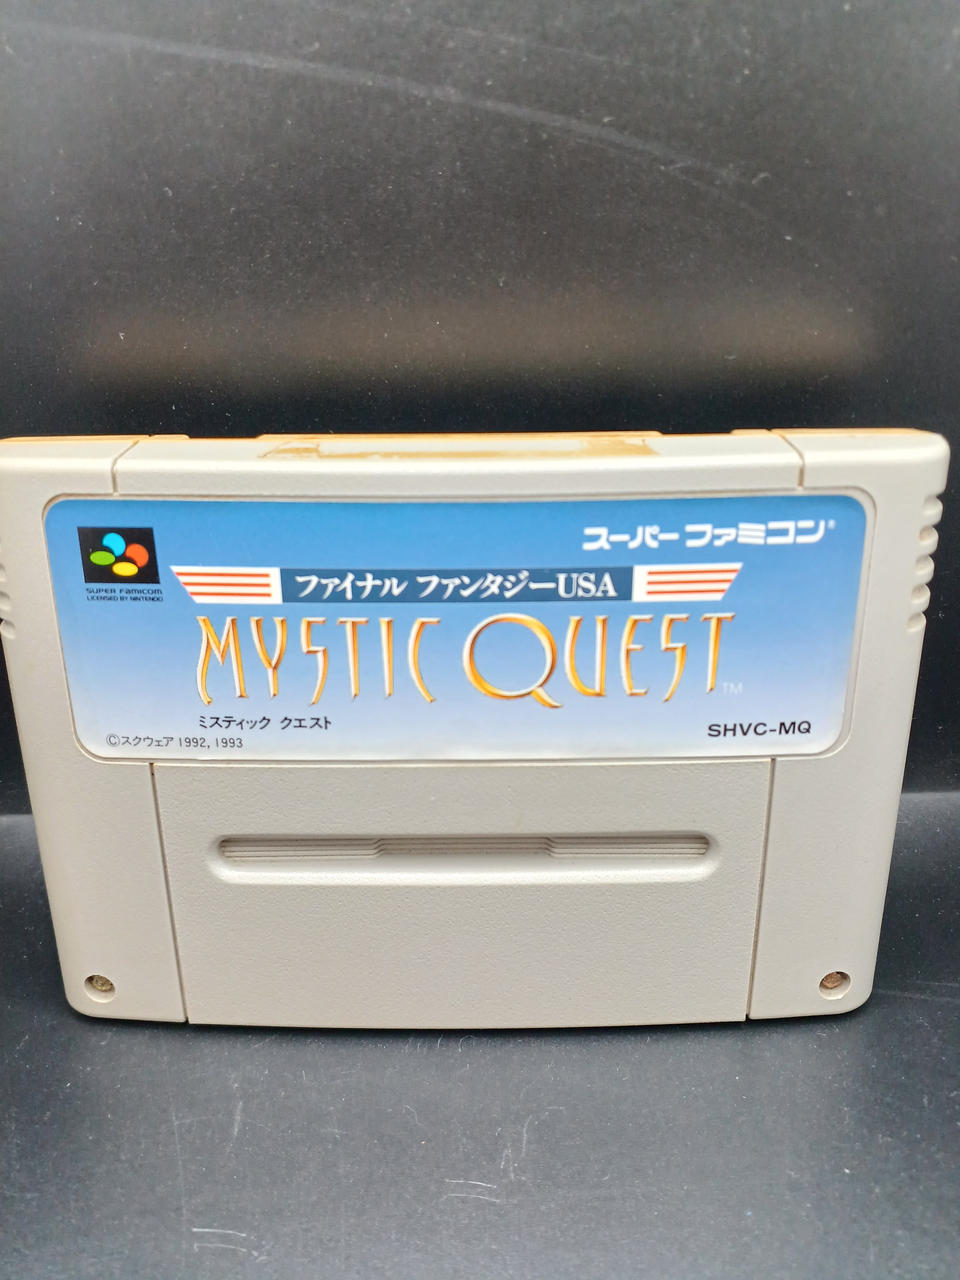 スーパーファミコン®
SUPER FAMICOM
LICENSED BY NINTENDO
ファイナル ファンタジーUSA
MYSTIC QUEST™
ミスティック クエスト
©スクウェア 1992, 1993
SHVC-MQ